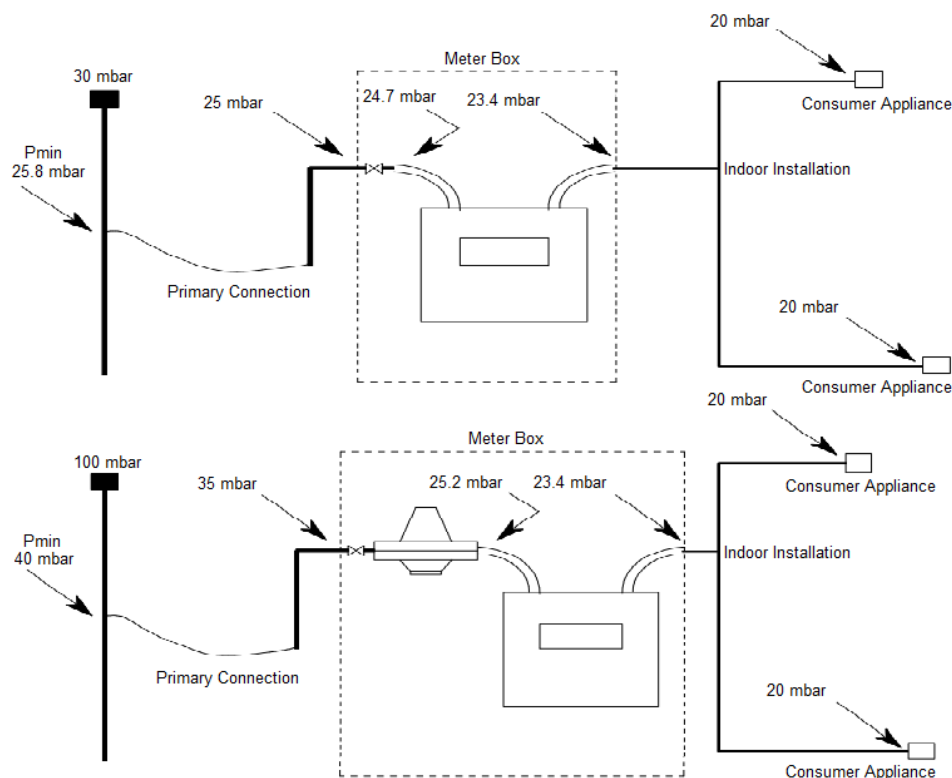 20 mbar
Meter Box
30 mbar
24.7 mbar
23.4 mbar
25 mbar
Consumer Appliance
Pmin
25.8 mbar
Indoor Installation
Primary Connection
20 mbar
Consumer Appliance
20 mbar
Meter Box
100 mbar
35 mbar
25.2 mbar
23.4 mbar
Consumer Appliance
Pmin
40 mbar
Indoor Installation
Primary Connection
20 mbar
Consumer Appliance